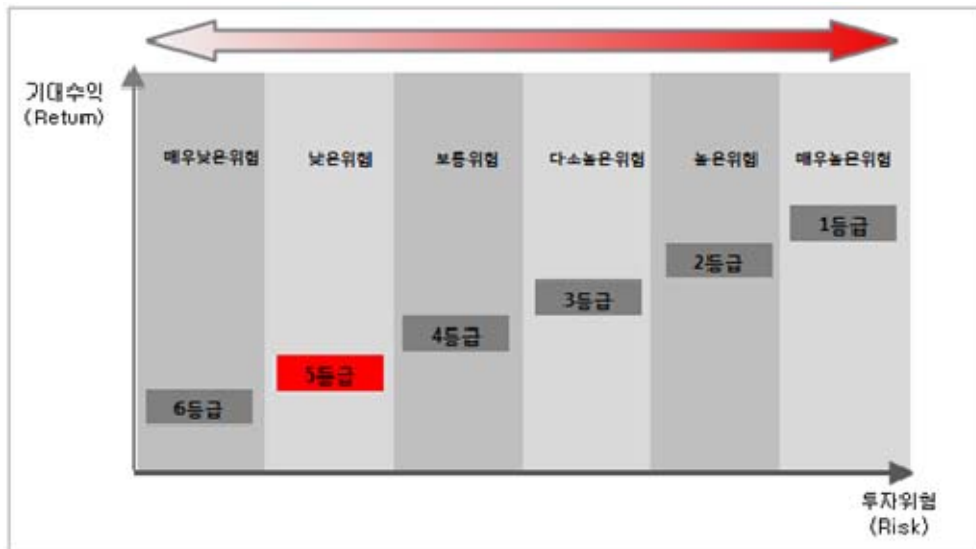 기대수익
(Return)
매우낮은위험
낮은위험
보통위험
다소높은위험
높은위험
매우높은위험
1등급
2등급
3등급
4등급
5등급
6등급
투자위험
(Risk)